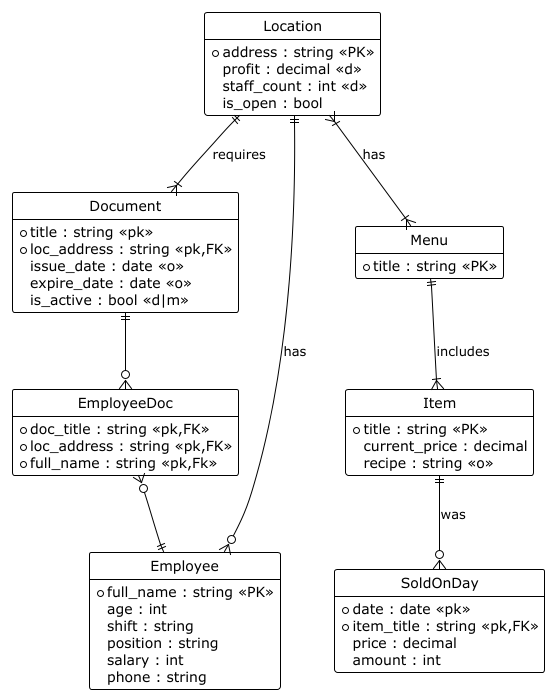 Location
address : string «PK»
profit : decimal «d»
staff_count : int «d»
is_open : bool
requires
has
Document
title : string «pk»
loc_address : string «pk,FK»
issue_date : date «o»
expire_date : date «o»
is_active : bool «d|m»
Menu
title : string «PK»
has
includes
EmployeeDoc
doc_title : string «pk,FK»
loc_address : string «pk,FK»
full_name : string «pk,Fk»
Item
title : string «PK»
current_price : decimal
recipe : string «o»
was
Employee
full_name : string «PK»
age : int
shift : string
position : string
salary : int
phone : string
SoldOnDay
date : date «pk»
item_title : string «pk,FK»
price : decimal
amount : int